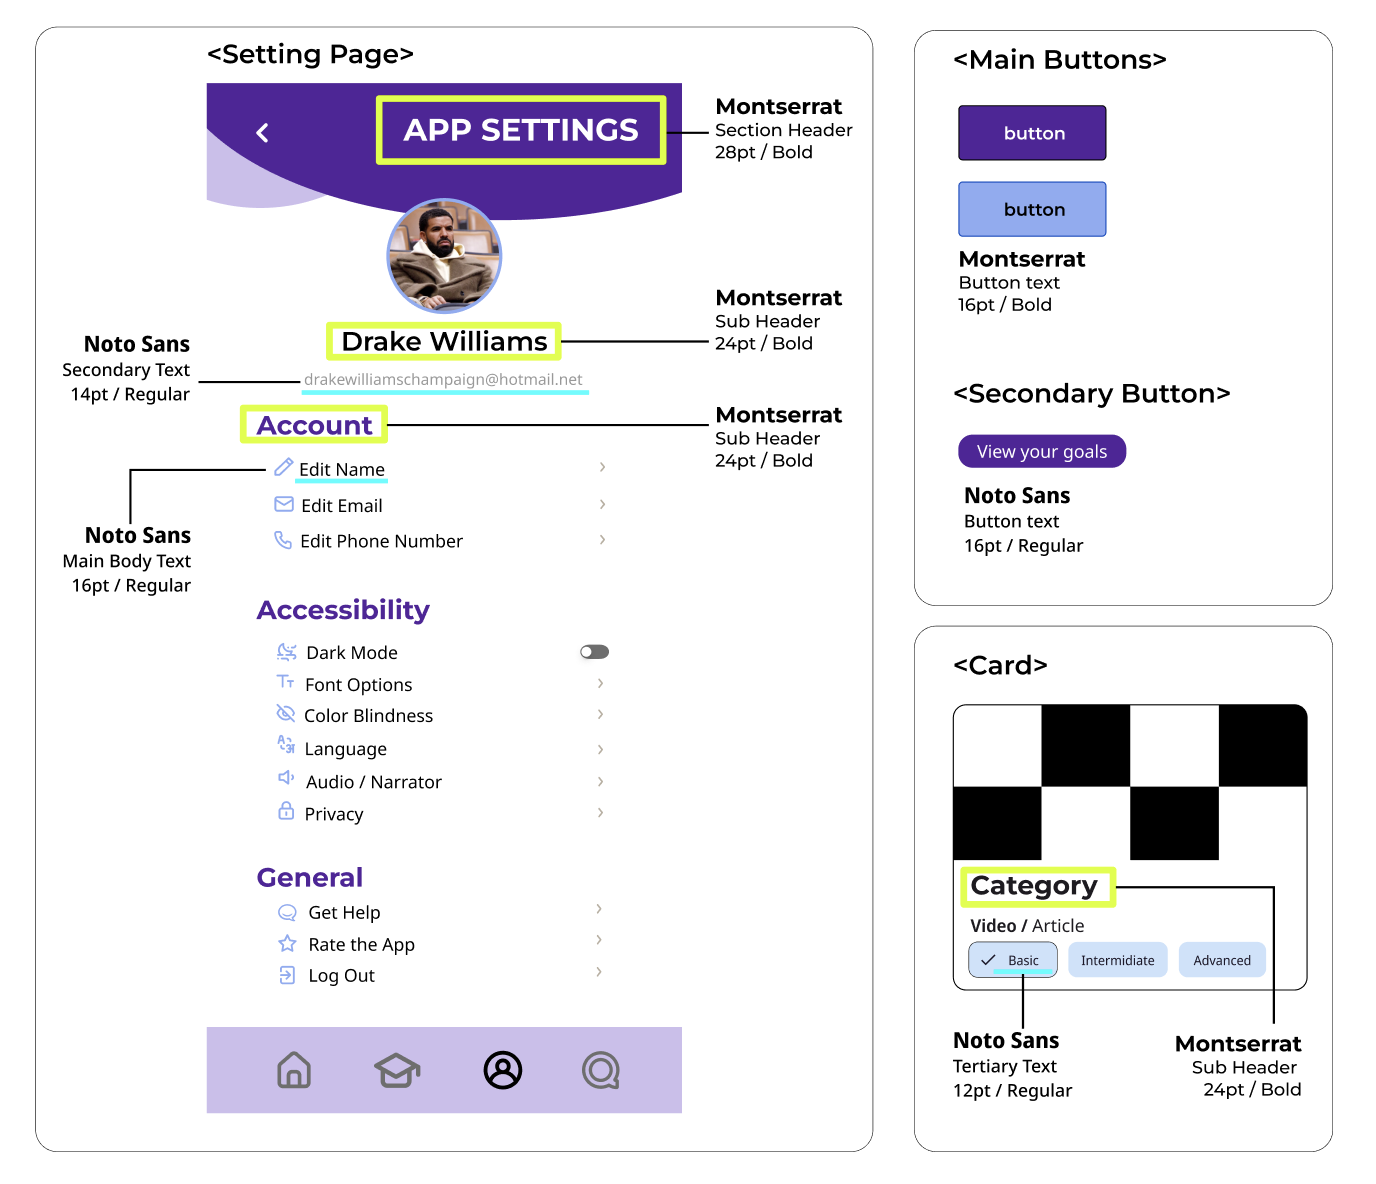 <Setting Page>
APP SETTINGS
Montserrat
Section Header
28pt / Bold
Drake Williams
Montserrat
Sub Header
24pt / Bold
drakewilliamschampaign@hotmail.net
Noto Sans
Secondary Text
14pt / Regular
Account
Montserrat
Sub Header
24pt / Bold
Edit Name
Edit Email
Edit Phone Number
Noto Sans
Main Body Text
16pt / Regular
Accessibility
Dark Mode
Font Options
Color Blindness
Language
Audio / Narrator
Privacy
General
Get Help
Rate the App
Log Out
<Main Buttons>
button
button
Montserrat
Button text
16pt / Bold
<Secondary Button>
View your goals
Noto Sans
Button text
16pt / Regular
<Card>
Category
Video / Article
Basic Intermidiate Advanced
Noto Sans
Tertiary Text
12pt / Regular
Montserrat
Sub Header
24pt / Bold